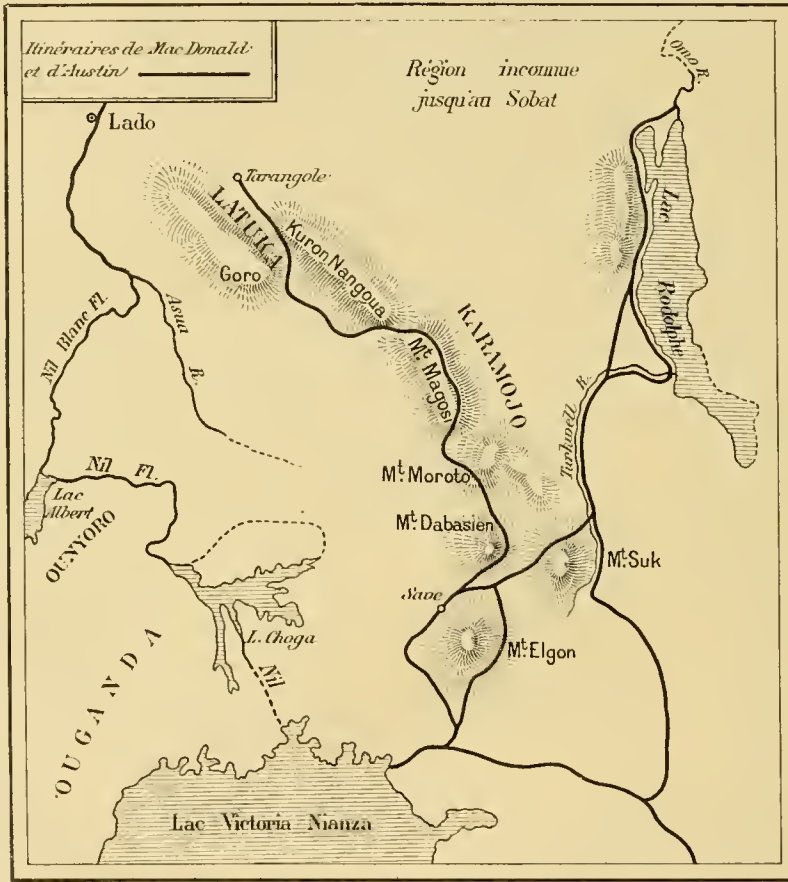 Itinéraires de MacDonald
et d'Austin
Région inconnue
jusqu'au Sobat
Omo R.
Lado
Tarangole
LATUKA
Kuron Nangoua
Goro
Lac
Rodolphe
KARAMOJO
Asua R.
Nil Blanc Fl.
Mt. Magosi
Turkwell R.
Nil Fl.
Mt. Moroto
Lac
Albert
OUNYORO
Mt. Dabasien
Mt. Suk
Save
L. Choga
Mt. Elgon
Nil
OUGANDA
Lac Victoria Nianza